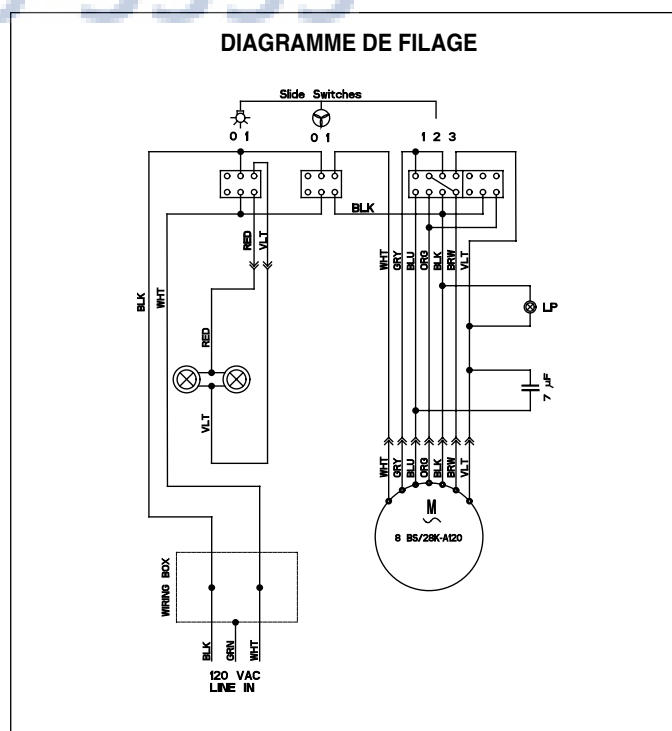 DIAGRAMME DE FILAGE
Slide Switches
0 1
0 1
1 2 3
BLK
RED
VLT
WHT
GRY
BLU
ORG
BLK
BRW
VLT
BLK
WHT
LP
RED
7 µF
VLT
WHT
GRY
BLU
ORG
BLK
BRW
VLT
M
8 BS/28K-A120
WIRING BOX
BLK
GRN
WHT
120 VAC
LINE IN